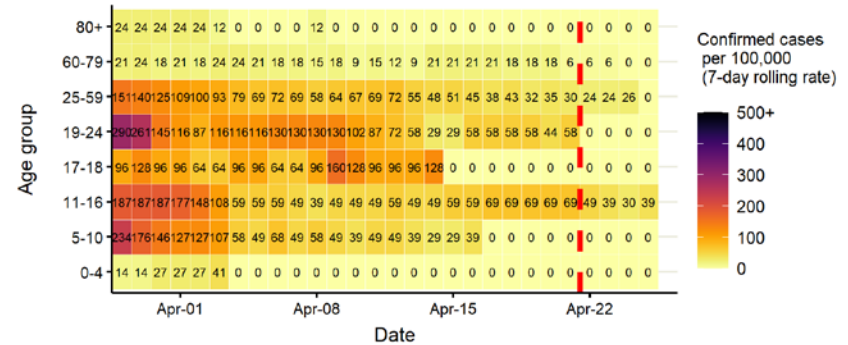 80+ 24 24 24 24 24 12 0 0 0 0 12 0 0 0 0 0 0 0 0 0 0 0 0 0 0 0 0 0
60-79 21 24 18 21 18 24 24 21 18 18 15 18 9 15 12 9 21 21 21 21 18 18 18 6 6 6 0 0
25-59 151 140 125 109 100 93 79 69 72 69 58 64 67 69 72 55 48 51 45 38 43 32 35 30 24 24 26 0
19-24 290 261 145 116 87 116 116 116 130 130 130 130 102 87 72 58 29 29 58 58 58 58 44 58 0 0 0 0
17-18 96 128 96 96 64 64 96 96 64 64 96 160 128 96 96 96 128 0 0 0 0 0 0 0 0 0 0 0
11-16 187 187 187 177 148 108 59 59 49 59 39 49 59 59 59 49 49 59 59 69 69 69 69 69 49 39 30 39
5-10 234 176 146 127 127 107 58 49 68 49 58 49 39 49 49 39 29 29 39 0 0 0 0 0 0 0 0 0
0-4 14 14 27 27 27 41 0 0 0 0 0 0 0 0 0 0 0 0 0 0 0 0 0 0 0 0 0 0
Apr-01 Apr-08 Apr-15 Apr-22
Date
Age group
Confirmed cases
per 100,000
(7-day rolling rate)
500+
400
300
200
100
0